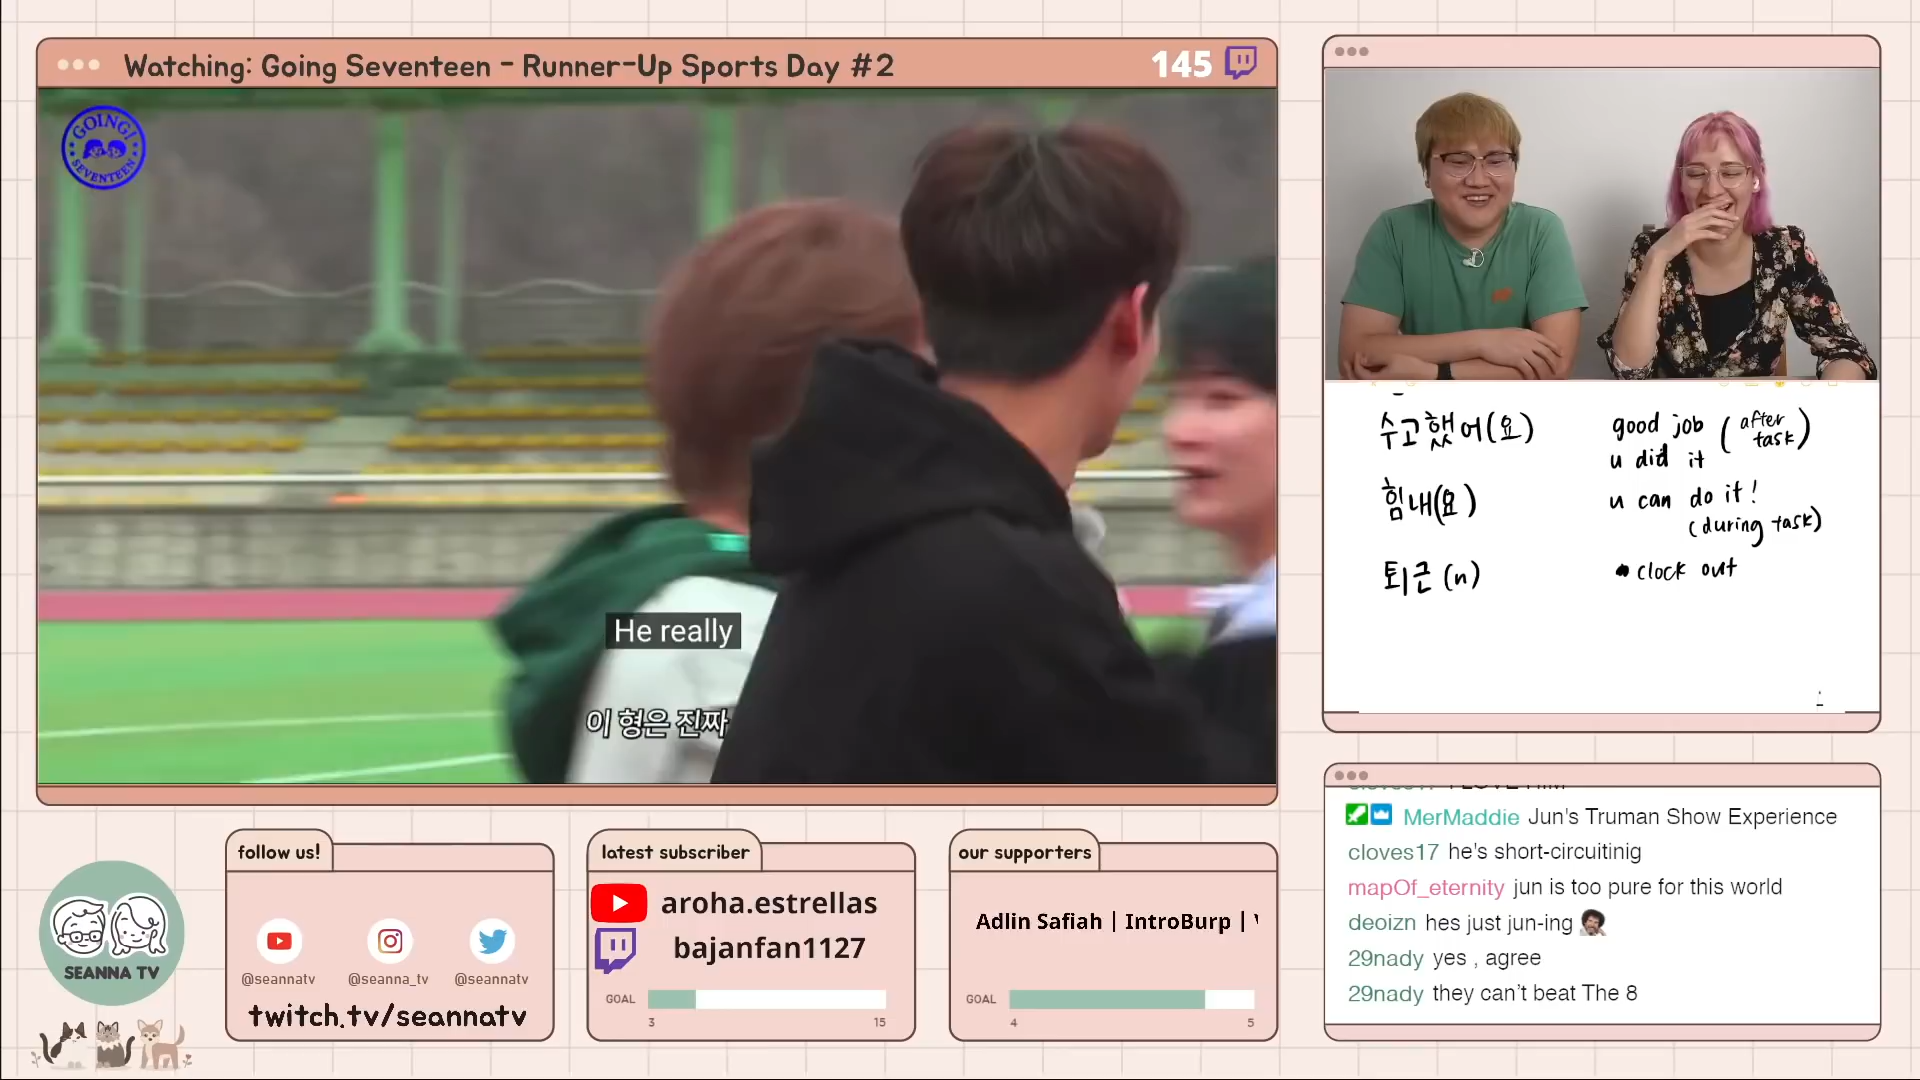 Watching: Going Seventeen - Runner-Up Sports Day #2
145
GOING!
SEVENTEEN
He really
이 형은 진짜
수고했어(요)
good job (after task)
u did it
힘내(요)
u can do it!
(during task)
퇴근 (n)
clock out
MerMaddie Jun's Truman Show Experience
cloves17 he's short-circuitinig
mapOf_eternity jun is too pure for this world
deoizn hes just jun-ing
29nady yes , agree
29nady they can't beat The 8
SEANNA TV
follow us!
@seannatv
@seanna_tv
@seannatv
twitch.tv/seannatv
latest subscriber
aroha.estrellas
bajanfan1127
GOAL
3
15
our supporters
Adlin Safiah | IntroBurp |
GOAL
4
5